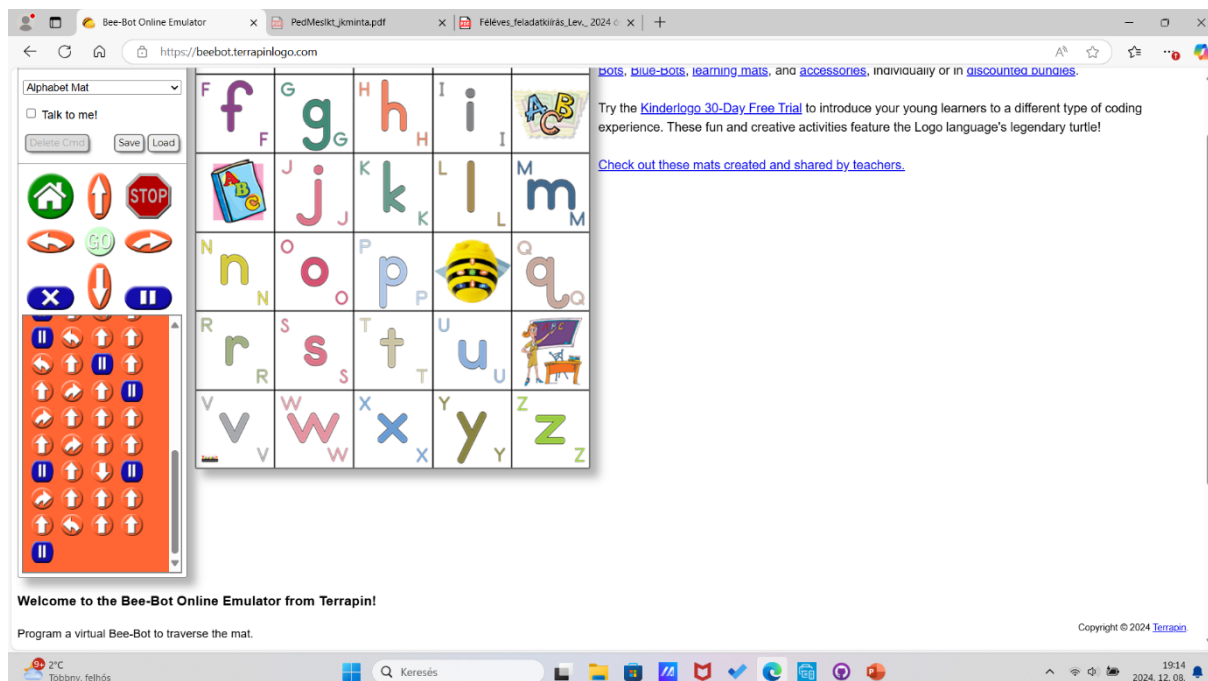 Bee-Bot Online Emulator
PedMeslkt_jkminta.pdf
Féléves_feladatkiírás_Lev._ 2024
https://beebot.terrapinlogo.com
Alphabet Mat
Talk to me!
Delete Cmd Save Load
STOP
GO
F f F G g G H h H I i I A B C
A B C J j J K k K L l L M m M
N n N O o O P p P Q q Q
R r R S s S T t T U u U
V v V W w W X x X Y y Y Z z Z
Bots, Blue-Bots, learning mats, and accessories, individually or in discounted bundles.
Try the Kinderlogo 30-Day Free Trial to introduce your young learners to a different type of coding
experience. These fun and creative activities feature the Logo language's legendary turtle!
Check out these mats created and shared by teachers.
Welcome to the Bee-Bot Online Emulator from Terrapin!
Program a virtual Bee-Bot to traverse the mat.
Copyright © 2024 Terrapin.
9+
2°C
Többny. felhős
Keresés
19:14
2024. 12. 08.